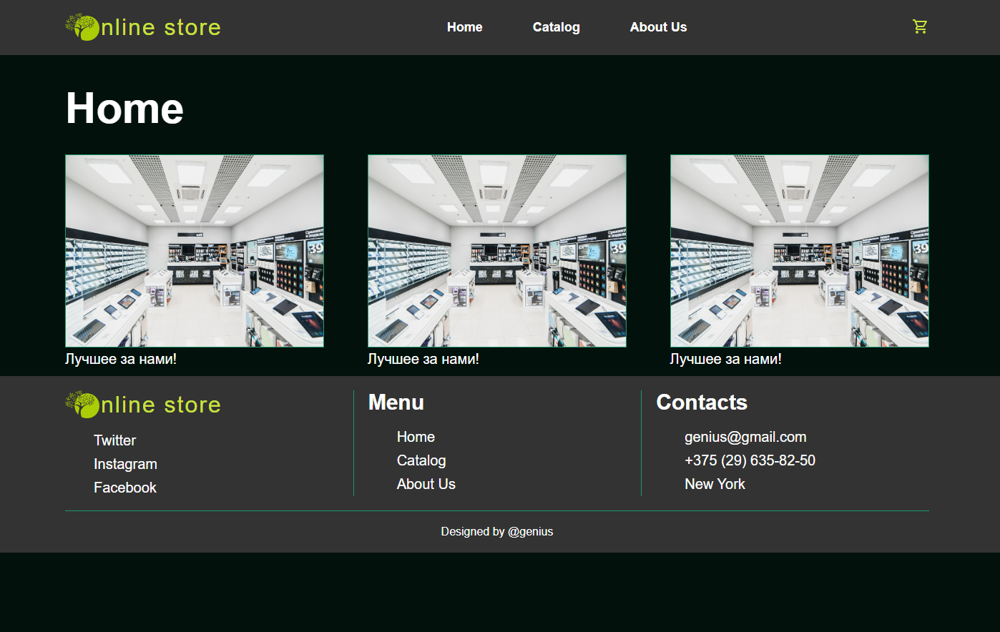 nline store
Home
Catalog
About Us
Home
39
39
39
Лучшее за нами!
Лучшее за нами!
Лучшее за нами!
nline store
Twitter
Instagram
Facebook
Menu
Home
Catalog
About Us
Contacts
genius@gmail.com
+375 (29) 635-82-50
New York
Designed by @genius